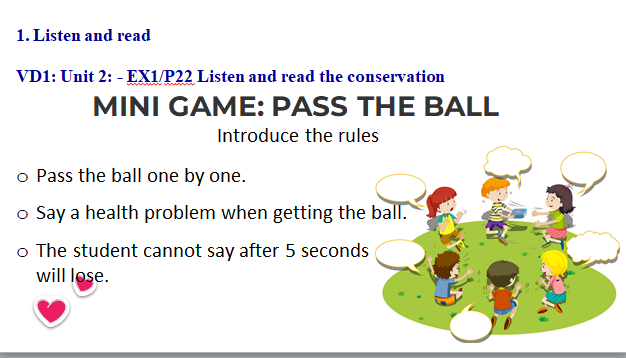 1. Listen and read
VD1: Unit 2: - EX1/P22 Listen and read the conservation
MINI GAME: PASS THE BALL
Introduce the rules
o Pass the ball one by one.
o Say a health problem when getting the ball.
o The student cannot say after 5 seconds
will lose.